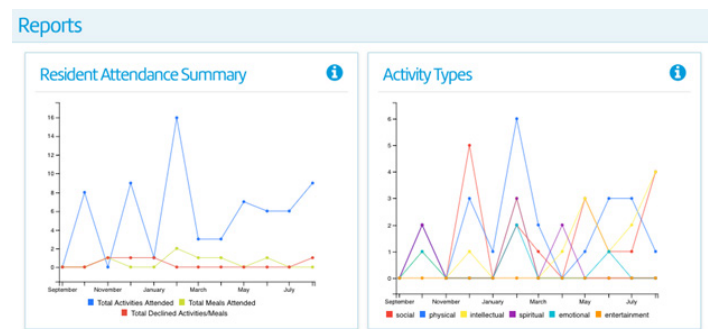 Reports
Resident Attendance Summary
16
14
12
10
8
6
4
2
0
September November January March May July
Total Activities Attended Total Meals Attended
Total Declined Activities/Meals
Activity Types
6
5
4
3
2
1
0
September November January March May July
social physical intellectual spiritual emotional entertainment